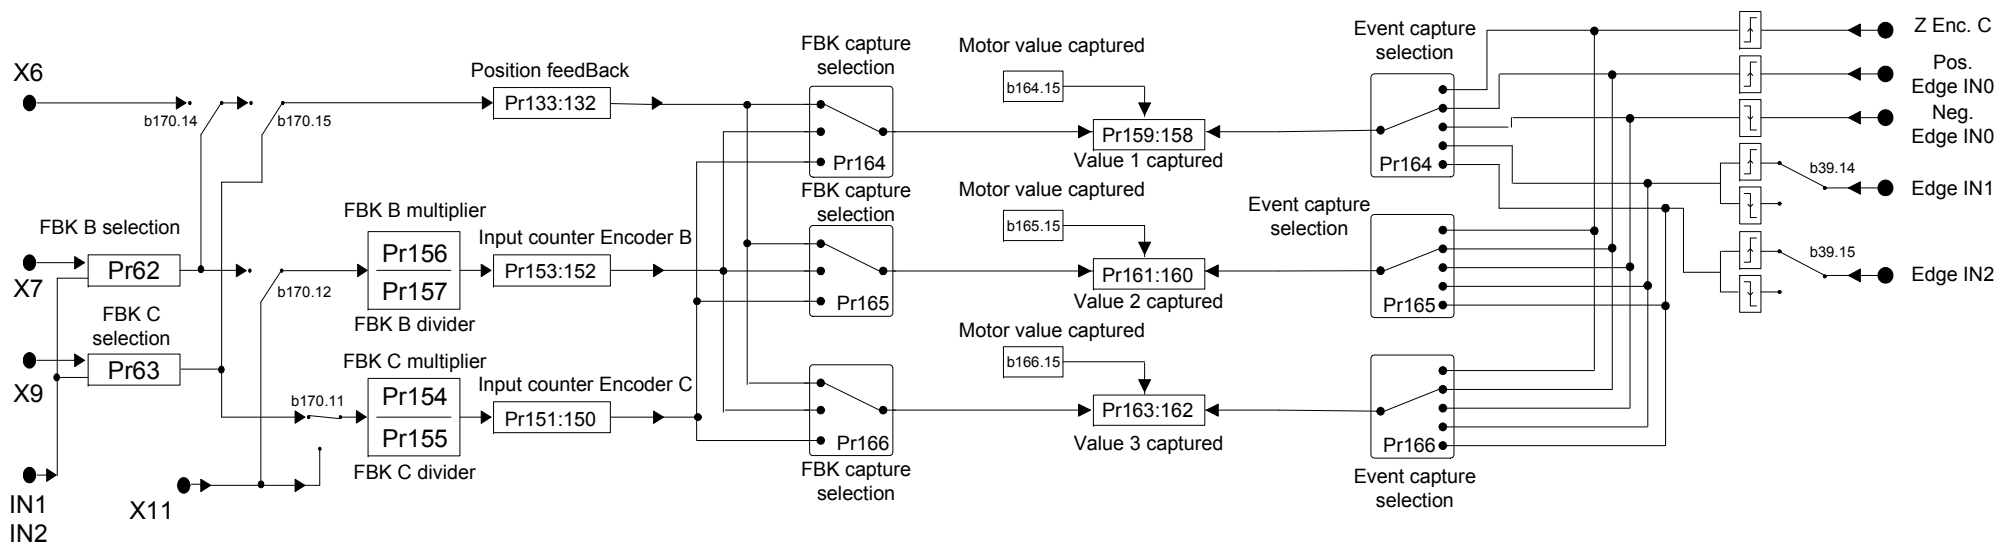 X6
b170.14
b170.15
Position feedBack
Pr133:132
FBK capture
selection
Pr164
Motor value captured
b164.15
Pr159:158
Value 1 captured
Event capture
selection
Pr164
Z Enc. C
Pos.
Edge IN0
Neg.
Edge IN0
b39.14
Edge IN1
b39.15
Edge IN2
FBK B selection
Pr62
X7
b170.12
FBK B multiplier
Pr156
Pr157
FBK B divider
Input counter Encoder B
Pr153:152
FBK capture
selection
Pr165
Motor value captured
b165.15
Pr161:160
Value 2 captured
Event capture
selection
Pr165
FBK C
selection
Pr63
X9
b170.11
FBK C multiplier
Pr154
Pr155
FBK C divider
Input counter Encoder C
Pr151:150
Pr166
FBK capture
selection
Motor value captured
b166.15
Pr163:162
Value 3 captured
Pr166
Event capture
selection
IN1
IN2
X11